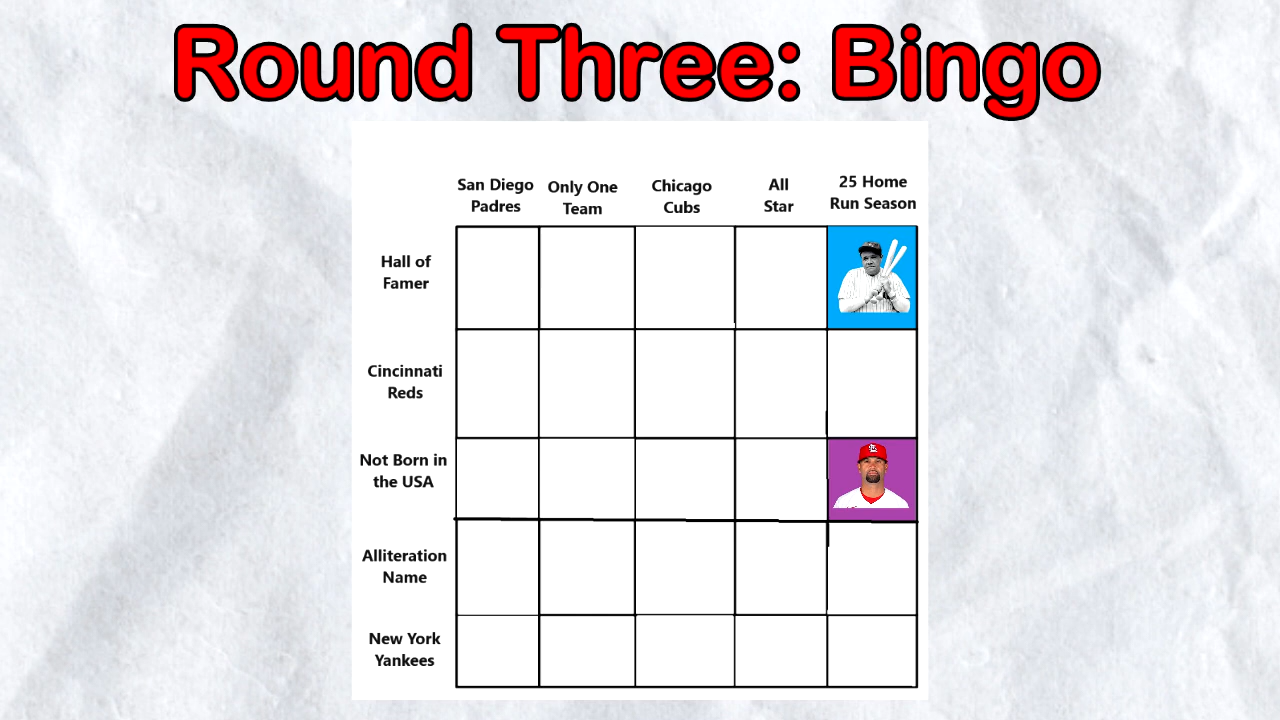 Round Three: Bingo
San Diego
Padres
Only One
Team
Chicago
Cubs
All
Star
25 Home
Run Season
Hall of
Famer
Cincinnati
Reds
Not Born in
the USA
Alliteration
Name
New York
Yankees